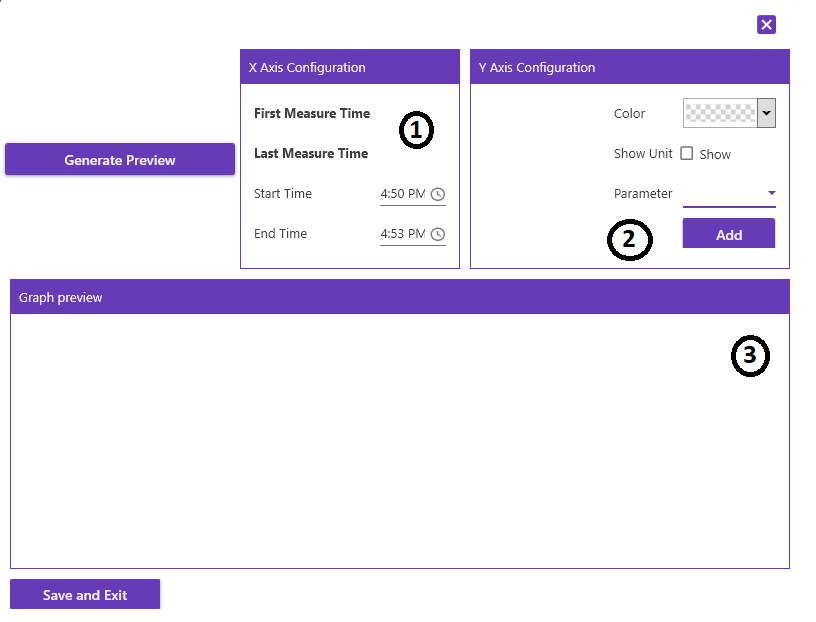 X Axis Configuration
First Measure Time
1
Last Measure Time
Start Time 4:50 PM
End Time 4:53 PM
Y Axis Configuration
Color
Show Unit Show
Parameter
2
Add
Generate Preview
Graph preview
3
Save and Exit